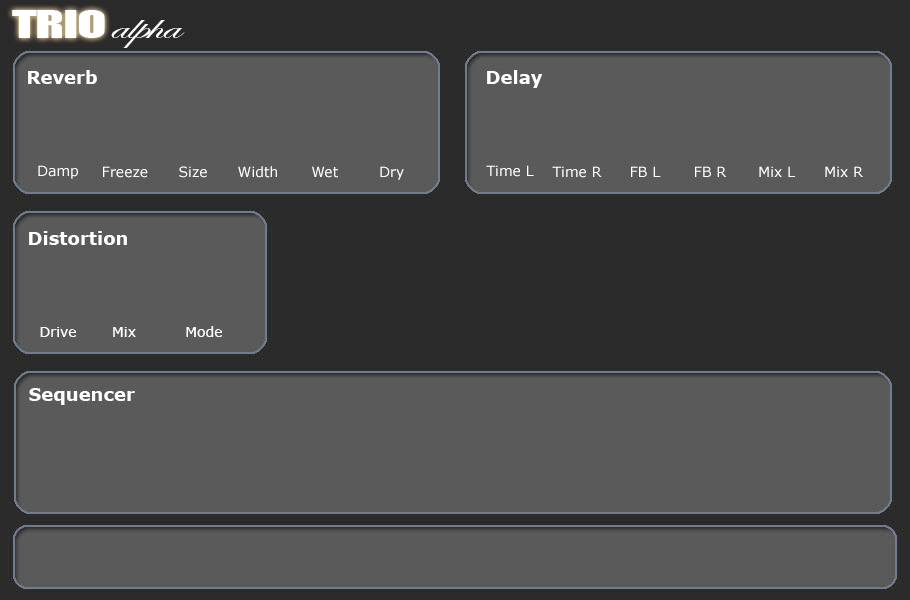 TRIO alpha
Reverb
Damp Freeze Size Width Wet Dry
Delay
Time L Time R FB L FB R Mix L Mix R
Distortion
Drive Mix Mode
Sequencer